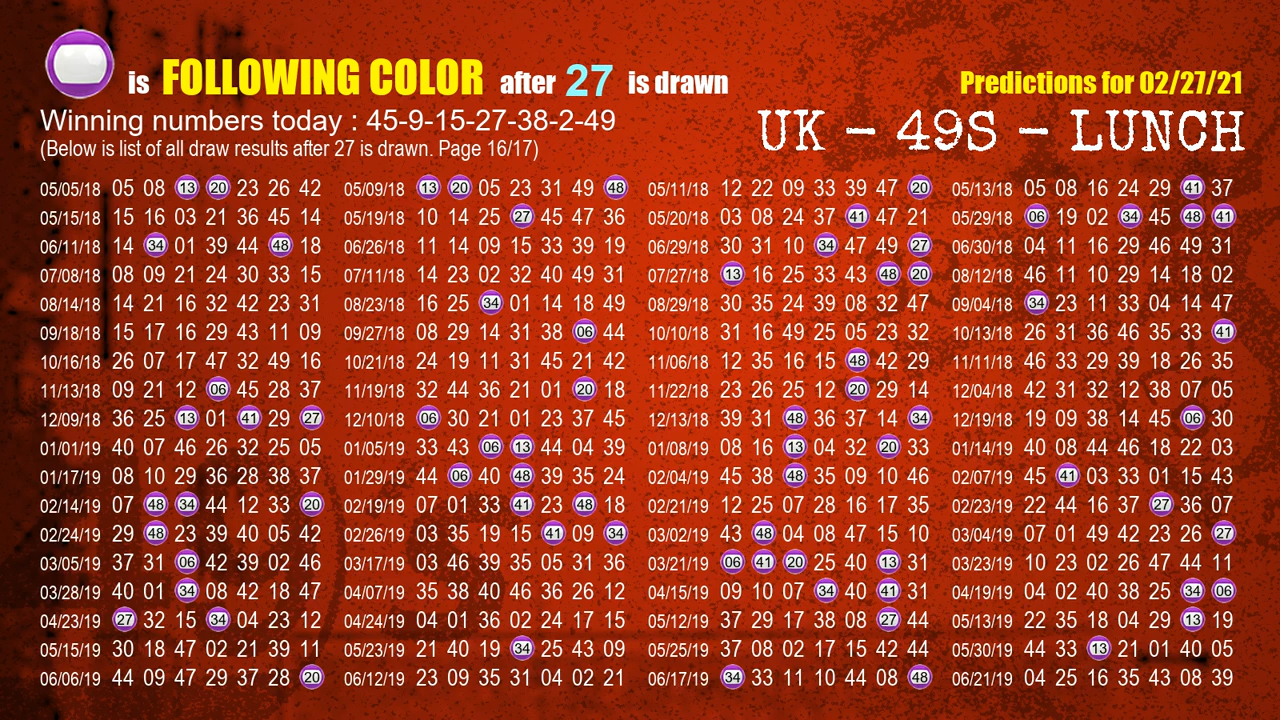 is FOLLOWING COLOR after 27 is drawn
Predictions for 02/27/21
Winning numbers today : 45-9-15-27-38-2-49
UK - 49S - LUNCH
(Below is list of all draw results after 27 is drawn. Page 16/17)
05/05/18 05 08 13 20 23 26 42 05/09/18 13 20 05 23 31 49 48 05/11/18 12 22 09 33 39 47 20 05/13/18 05 08 16 24 29 41 37
05/15/18 15 16 03 21 36 45 14 05/19/18 10 14 25 27 45 47 36 05/20/18 03 08 24 37 41 47 21 05/29/18 06 19 02 34 45 48 41
06/11/18 14 34 01 39 44 48 18 06/26/18 11 14 09 15 33 39 19 06/29/18 30 31 10 34 47 49 27 06/30/18 04 11 16 29 46 49 31
07/08/18 08 09 21 24 30 33 15 07/11/18 14 23 02 32 40 49 31 07/27/18 13 16 25 33 43 48 20 08/12/18 46 11 10 29 14 18 02
08/14/18 14 21 16 32 42 23 31 08/23/18 16 25 34 01 14 18 49 08/29/18 30 35 24 39 08 32 47 09/04/18 34 23 11 33 04 14 47
09/18/18 15 17 16 29 43 11 09 09/27/18 08 29 14 31 38 06 44 10/10/18 31 16 49 25 05 23 32 10/13/18 26 31 36 46 35 33 41
10/16/18 26 07 17 47 32 49 16 10/21/18 24 19 11 31 45 21 42 11/06/18 12 35 16 15 48 42 29 11/11/18 46 33 29 39 18 26 35
11/13/18 09 21 12 06 45 28 37 11/19/18 32 44 36 21 01 20 18 11/22/18 23 26 25 12 20 29 14 12/04/18 42 31 32 12 38 07 05
12/09/18 36 25 13 01 41 29 27 12/10/18 06 30 21 01 23 37 45 12/13/18 39 31 48 36 37 14 34 12/19/18 19 09 38 14 45 06 30
01/01/19 40 07 46 26 32 25 05 01/05/19 33 43 06 13 44 04 39 01/08/19 08 16 13 04 32 20 33 01/14/19 40 08 44 46 18 22 03
01/17/19 08 10 29 36 28 38 37 01/29/19 44 06 40 48 39 35 24 02/04/19 45 38 48 35 09 10 46 02/07/19 45 41 03 33 01 15 43
02/14/19 07 48 34 44 12 33 20 02/19/19 07 01 33 41 23 48 18 02/21/19 12 25 07 28 16 17 35 02/23/19 22 44 16 37 27 36 07
02/24/19 29 48 23 39 40 05 42 02/26/19 03 35 19 15 41 09 34 03/02/19 43 48 04 08 47 15 10 03/04/19 07 01 49 42 23 26 27
03/05/19 37 31 06 42 39 02 46 03/17/19 03 46 39 35 05 31 36 03/21/19 06 41 20 25 40 13 31 03/23/19 10 23 02 26 47 44 11
03/28/19 40 01 34 08 42 18 47 04/07/19 35 38 40 46 36 26 12 04/15/19 09 10 07 34 40 41 31 04/19/19 04 02 40 38 25 34 06
04/23/19 27 32 15 34 04 23 12 04/24/19 04 01 36 02 24 17 15 05/12/19 37 29 17 38 08 27 44 05/13/19 22 35 18 04 29 13 19
05/15/19 30 18 47 02 21 39 11 05/23/19 21 40 19 34 25 43 09 05/25/19 37 08 02 17 15 42 44 05/30/19 44 33 13 21 01 40 05
06/06/19 44 09 47 29 37 28 20 06/12/19 23 09 35 31 04 02 21 06/17/19 34 33 11 10 44 08 48 06/21/19 04 25 16 35 43 08 39